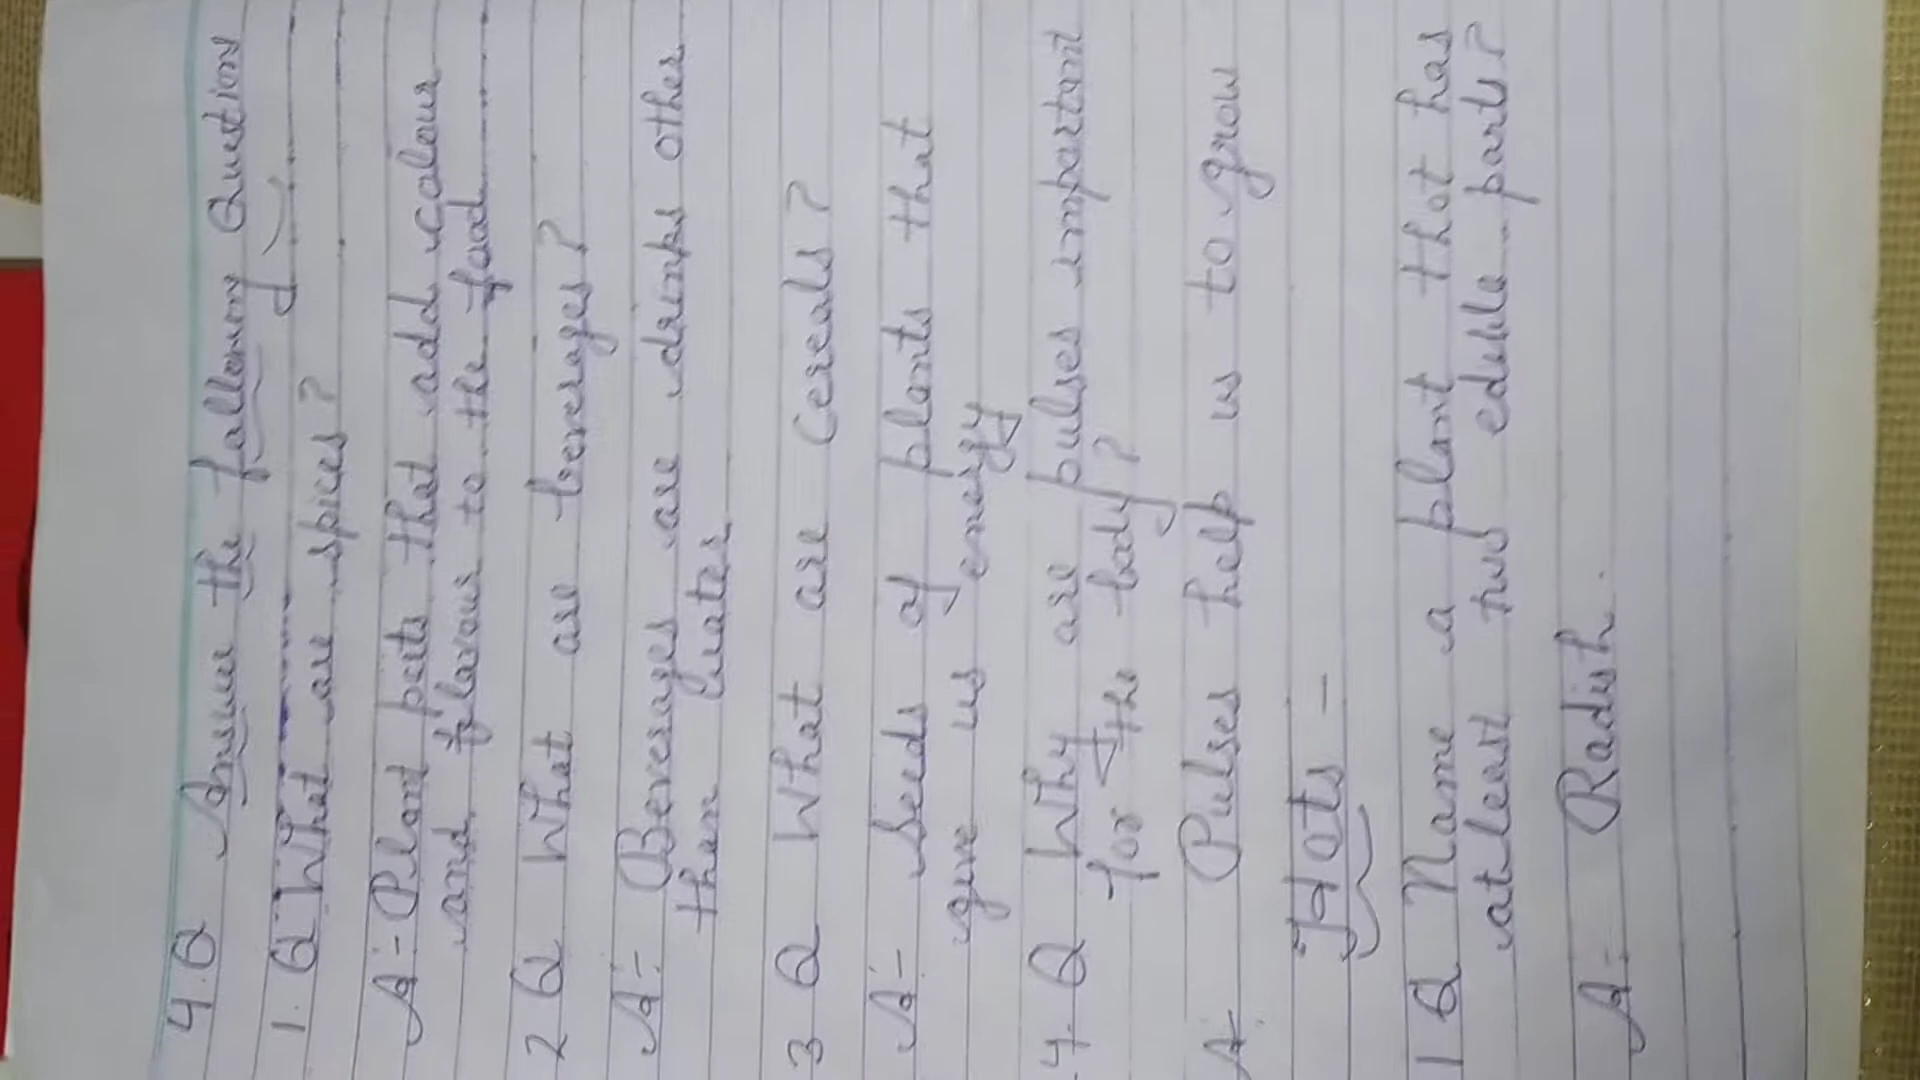 4.Q Answer the following Question
1. Q What are spices?
A:- Plant parts that add colour
and flavour to the food
2 Q What are beverages?
A:- Beverages are drinks other
than water
3 Q What are Cereals?
A:- Seeds of plants that
give us energy
4. Q Why are pulses important
for the body?
A:- Pulses help us to grow
Hots -
1 Q Name a plant that has
atleast two edible parts?
A:- Radish.